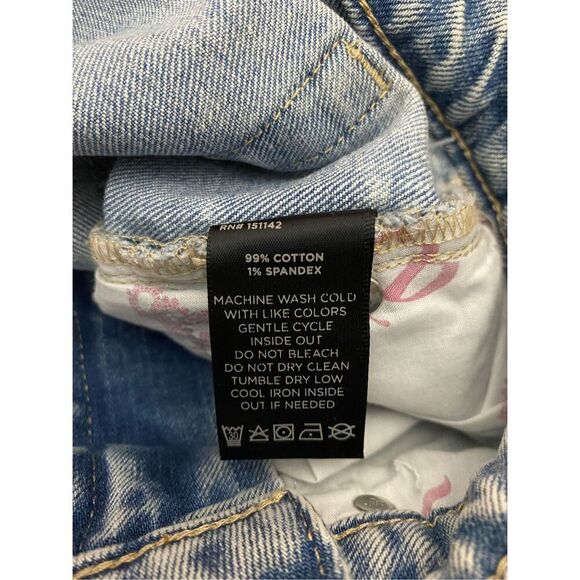 RN# 151142
99% COTTON
1% SPANDEX
MACHINE WASH COLD
WITH LIKE COLORS
GENTLE CYCLE
INSIDE OUT
DO NOT BLEACH
DO NOT DRY CLEAN
TUMBLE DRY LOW
COOL IRON INSIDE
OUT IF NEEDED
30